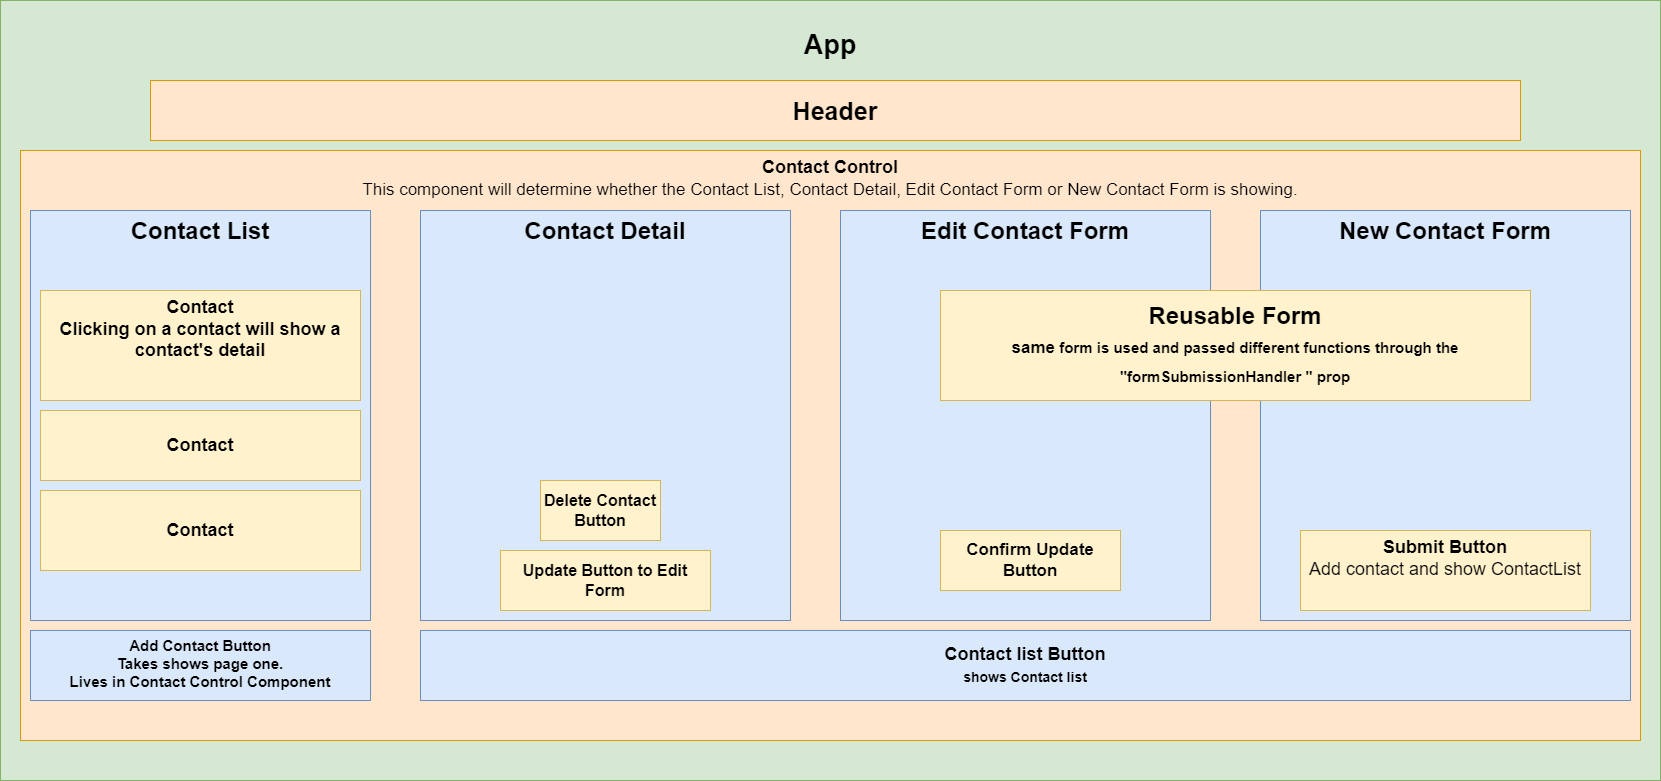 App
Header
Contact Control
This component will determine whether the Contact List, Contact Detail, Edit Contact Form or New Contact Form is showing.
Contact List
Contact
Clicking on a contact will show a
contact's detail
Contact
Contact
Contact Detail
Delete Contact
Button
Update Button to Edit
Form
Edit Contact Form
New Contact Form
Reusable Form
same form is used and passed different functions through the
"formSubmissionHandler " prop
Confirm Update
Button
Submit Button
Add contact and show ContactList
Add Contact Button
Takes shows page one.
Lives in Contact Control Component
Contact list Button
shows Contact list